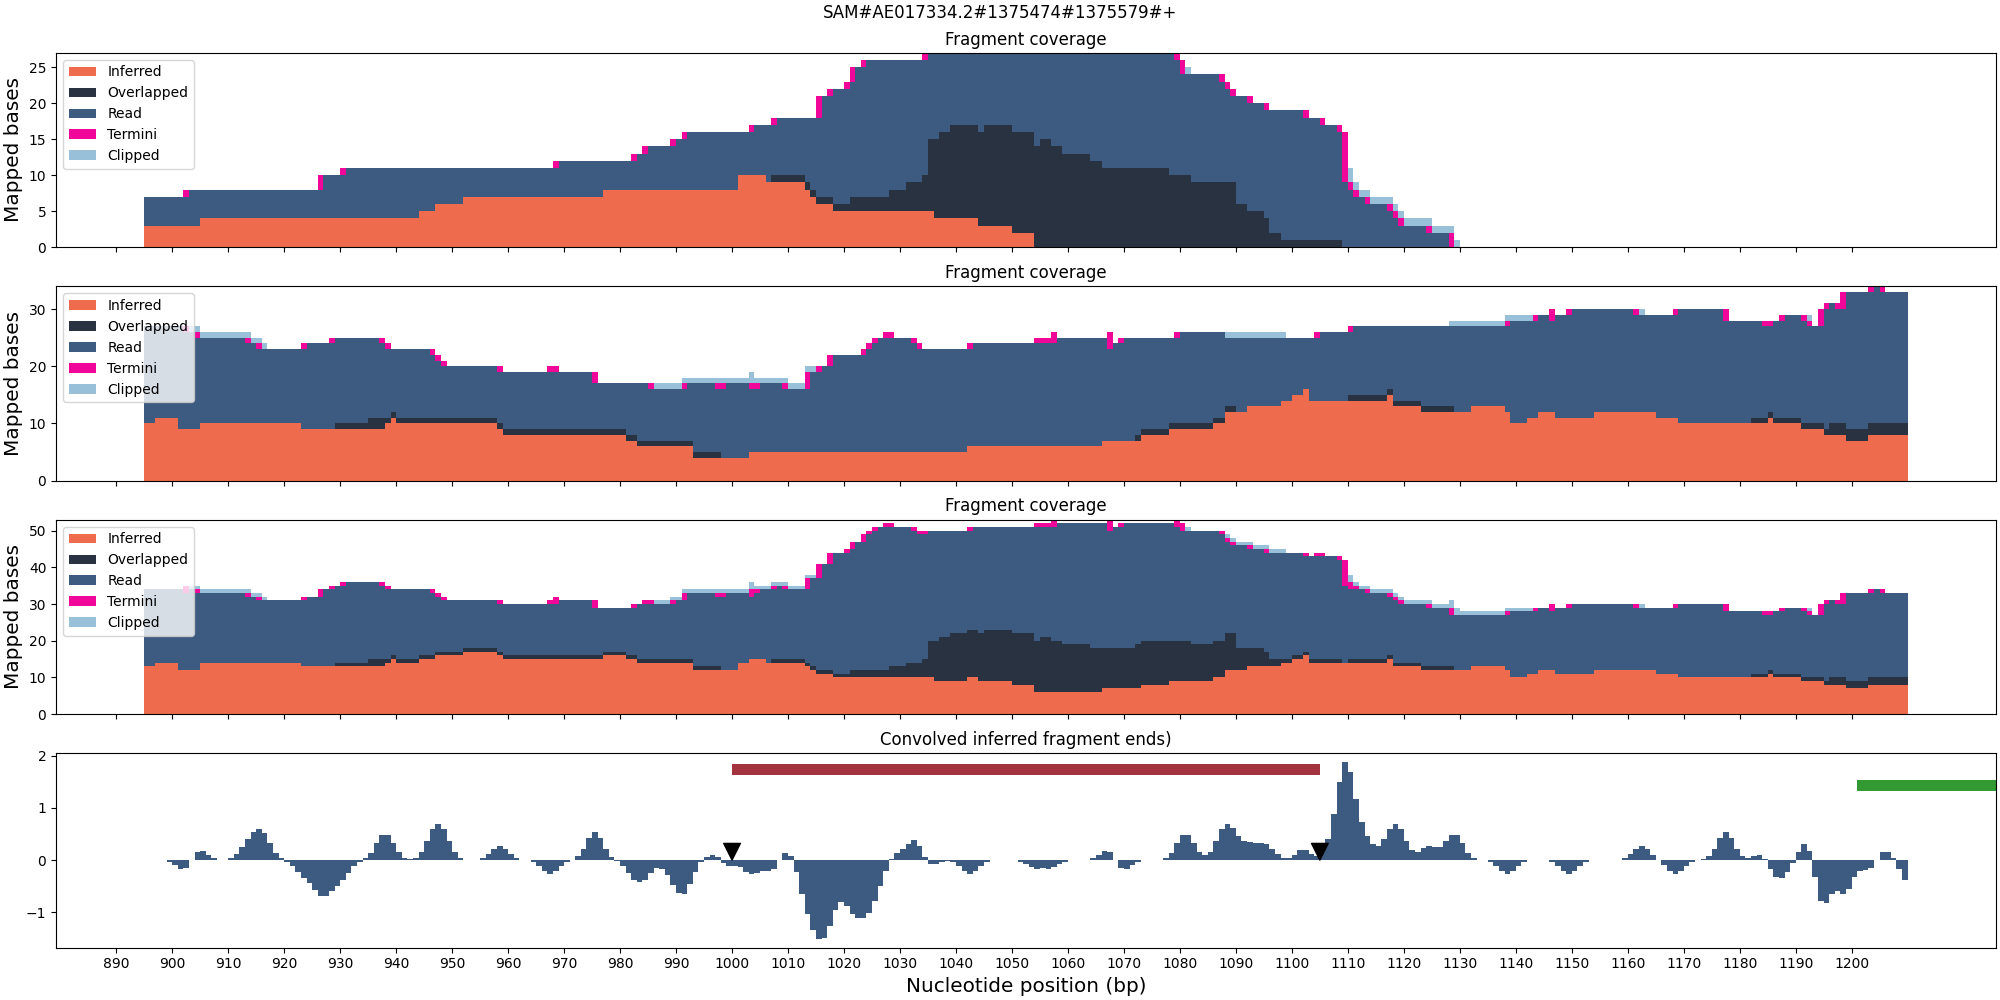 SAM#AE017334.2#1375474#1375579#+
Fragment coverage
Mapped bases
25
20
15
10
5
0
Inferred
Overlapped
Read
Termini
Clipped
Fragment coverage
Mapped bases
30
20
10
0
Inferred
Overlapped
Read
Termini
Clipped
Fragment coverage
Mapped bases
50
40
30
20
10
0
Inferred
Overlapped
Read
Termini
Clipped
Convolved inferred fragment ends)
2
1
0
−1
890 900 910 920 930 940 950 960 970 980 990 1000 1010 1020 1030 1040 1050 1060 1070 1080 1090 1100 1110 1120 1130 1140 1150 1160 1170 1180 1190 1200
Nucleotide position (bp)